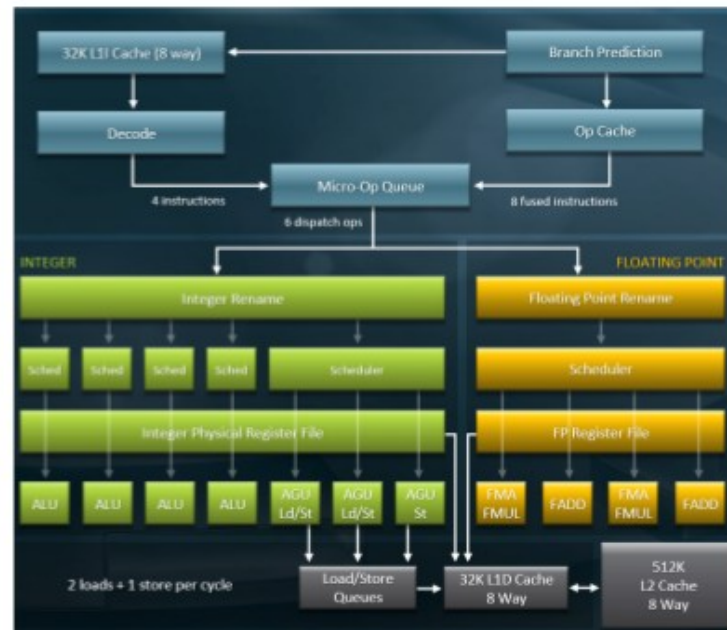 32K L1I Cache (8 way)
Branch Prediction
Decode
Op Cache
Micro-Op Queue
4 instructions
8 fused instructions
6 dispatch ops
INTEGER
FLOATING POINT
Integer Rename
Floating Point Rename
Sched
Sched
Sched
Sched
Scheduler
Scheduler
Integer Physical Register File
FP Register File
ALU
ALU
ALU
ALU
AGU
Ld/St
AGU
Ld/St
AGU
St
FMA
FMUL
FADD
FMA
FMUL
FADD
2 loads + 1 store per cycle
Load/Store
Queues
32K L1D Cache
8 Way
512K
L2 Cache
8 Way